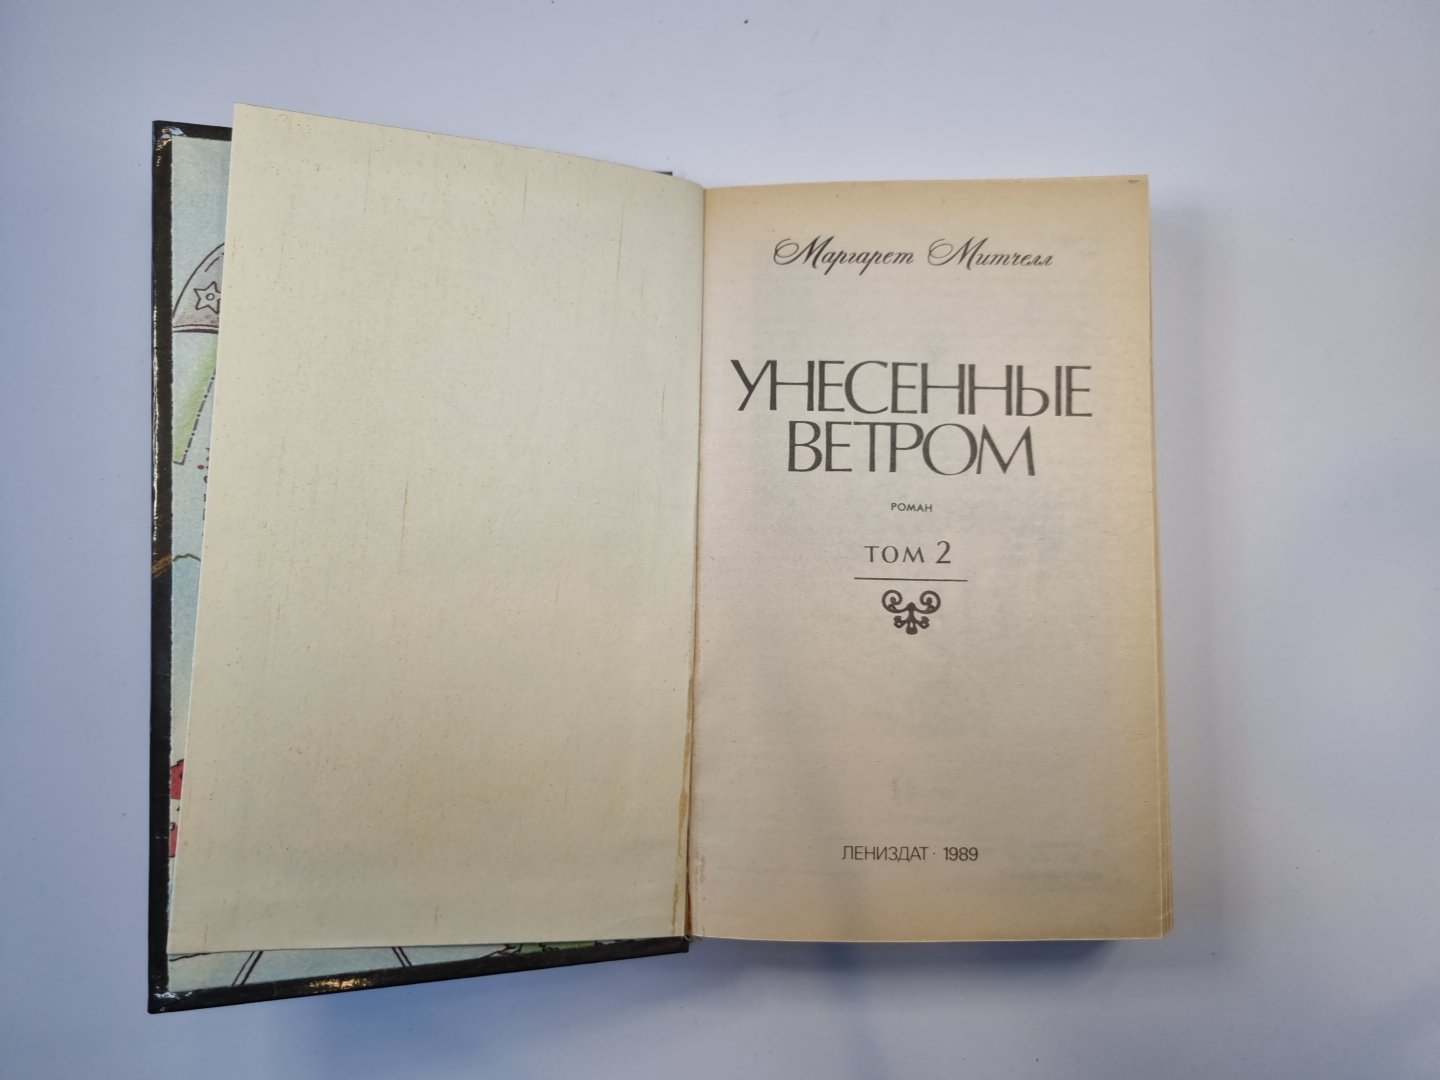 Маргарет Митчелл
УНЕСЕННЫЕ
ВЕТРОМ
РОМАН
ТОМ 2
ЛЕНИЗДАТ · 1989